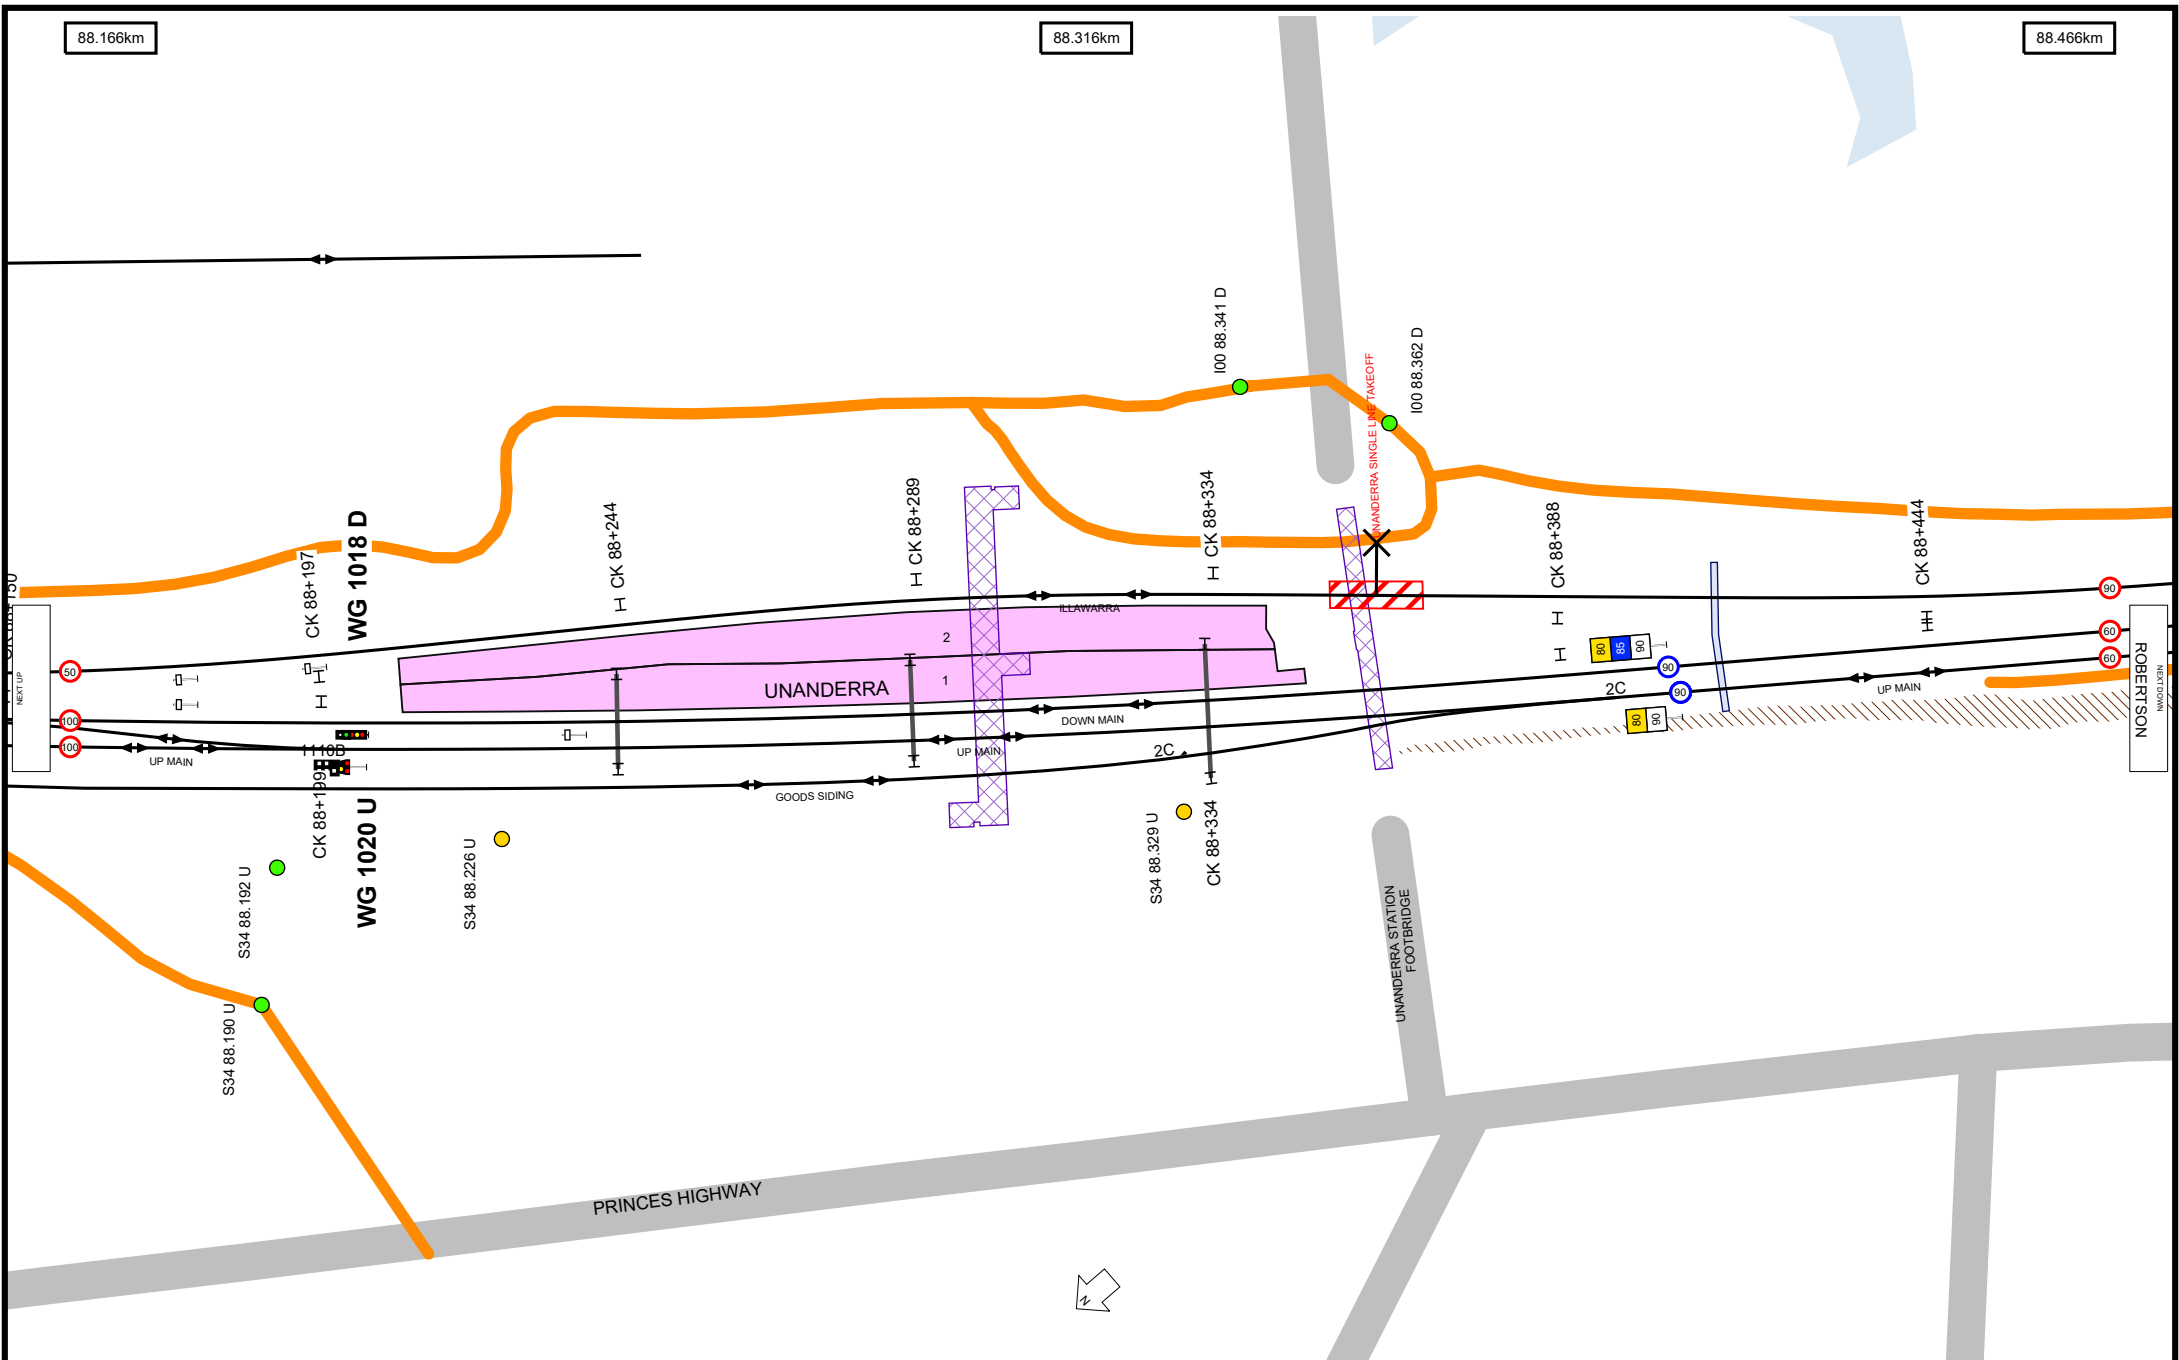 88.166km
88.316km
88.466km
I00 88.341 D
I00 88.362 D
UNANDERRA SINGLE LINE TAKEOFF
CK 88+197
WG 1018 D
CK 88+244
CK 88+289
CK 88+334
CK 88+388
CK 88+444
NEXT UP
50
100
100
ILLAWARRA
2
1
UNANDERRA
DOWN MAIN
UP MAIN
UP MAIN
1110B
2C
GOODS SIDING
80
85
90
90
90
2C
80
90
UP MAIN
90
60
60
ROBERTSON
NEXT DOWN
CK 88+199
WG 1020 U
S34 88.192 U
S34 88.226 U
S34 88.329 U
CK 88+334
S34 88.190 U
UNANDERRA STATION
FOOTBRIDGE
PRINCES HIGHWAY
N